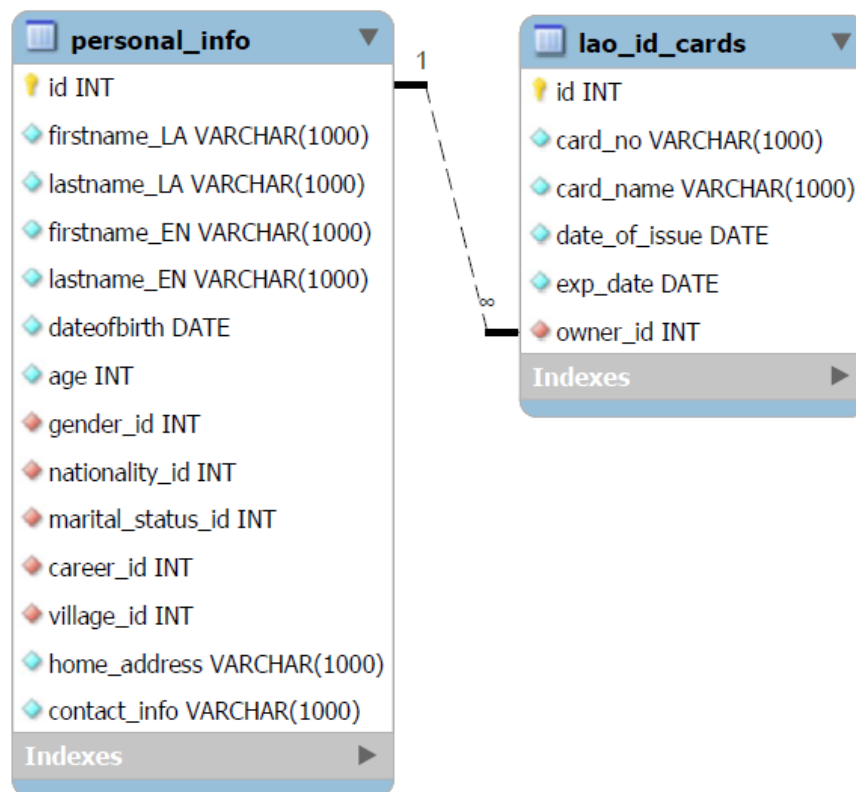 personal_info
id INT
firstname_LA VARCHAR(1000)
lastname_LA VARCHAR(1000)
firstname_EN VARCHAR(1000)
lastname_EN VARCHAR(1000)
dateofbirth DATE
age INT
gender_id INT
nationality_id INT
marital_status_id INT
career_id INT
village_id INT
home_address VARCHAR(1000)
contact_info VARCHAR(1000)
Indexes
1
∞
lao_id_cards
id INT
card_no VARCHAR(1000)
card_name VARCHAR(1000)
date_of_issue DATE
exp_date DATE
owner_id INT
Indexes